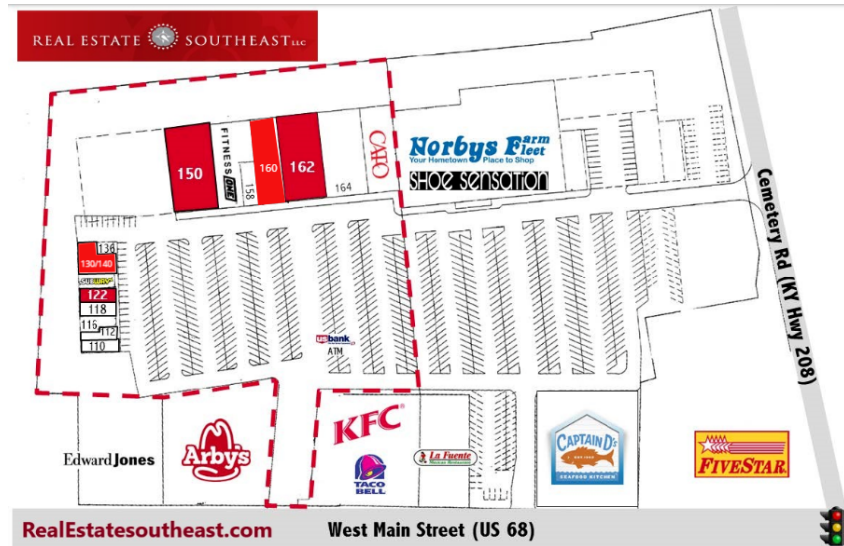 REAL ESTATE SOUTHEAST LLC
Norbys Farm Fleet
Your Hometown Place to Shop
SHOE SENSATION
CATO
FITNESS ONE
150
158
160
162
164
136
130/140
SUBWAY
122
118
116
112
110
usbank
ATM
Cemetery Rd (KY Hwy 208)
Edward Jones
Arby's
KFC
TACO BELL
La Fuente
Mexican Restaurant
CAPTAIN D's
SEAFOOD KITCHEN
FIVESTAR
RealEstatesoutheast.com
West Main Street (US 68)